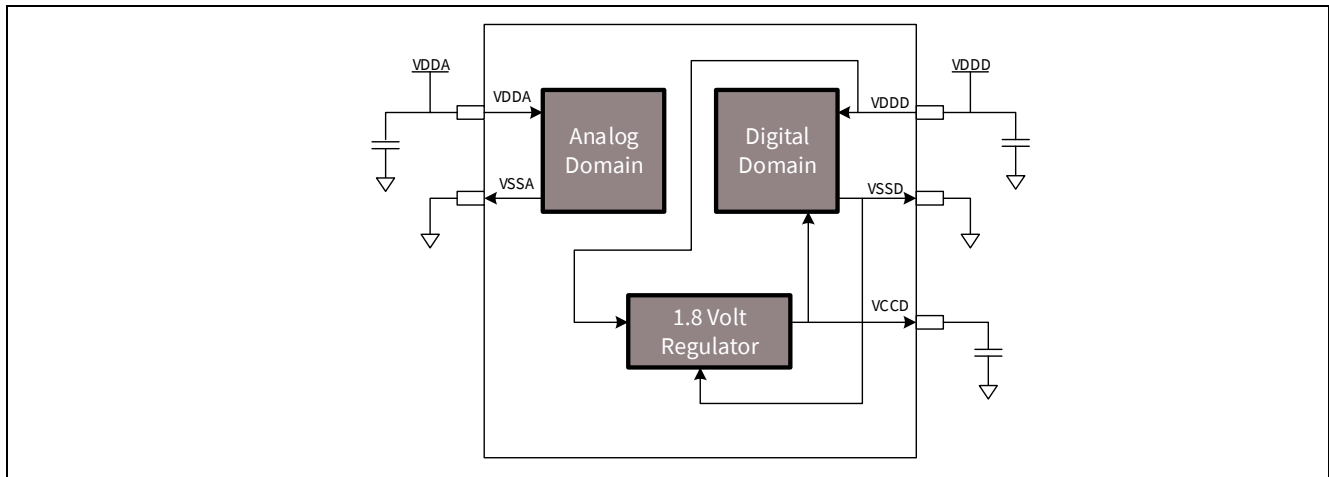 VDDA
VDDD
VDDA
VDDD
Analog
Domain
Digital
Domain
VSSA
VSSD
1.8 Volt
Regulator
VCCD